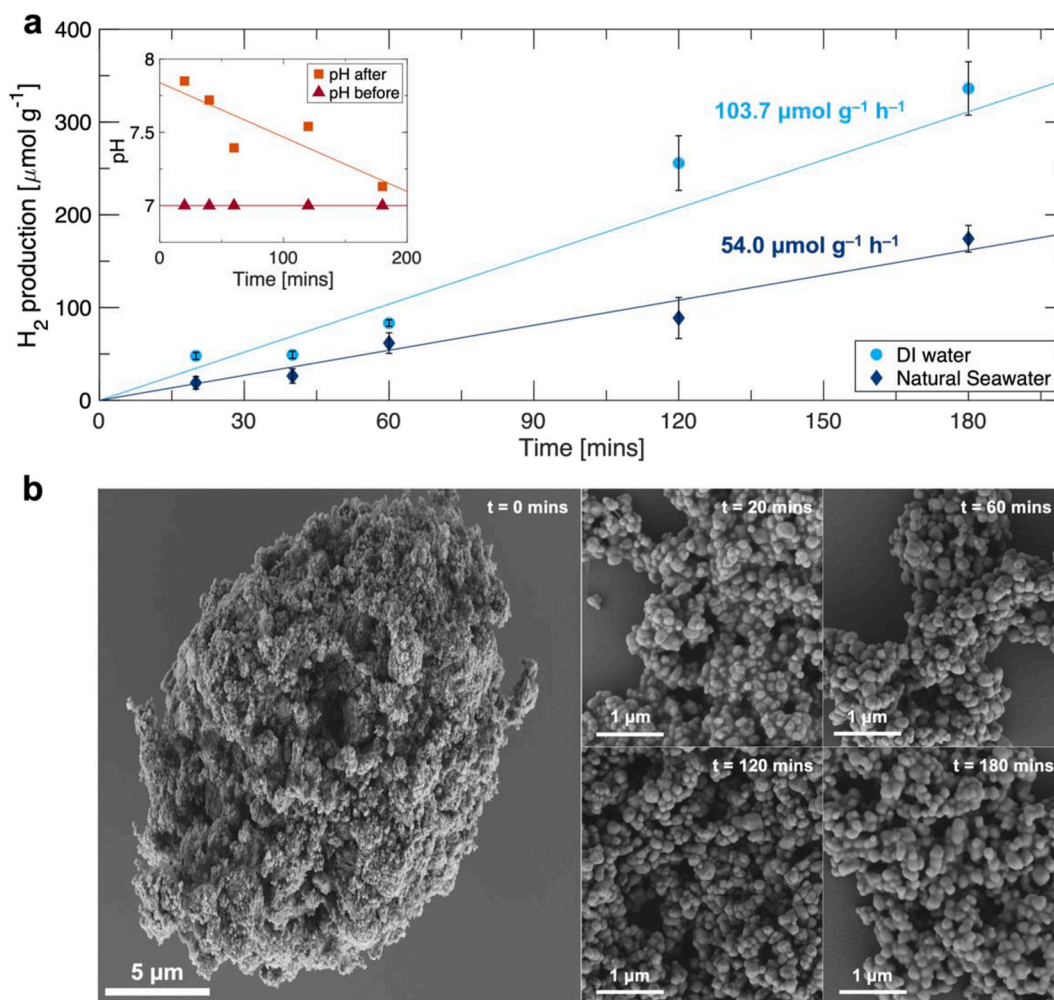 a
400
300
200
100
0
H₂ production [μmol g⁻¹]
0
30
60
90
120
150
180
Time [mins]
103.7 μmol g⁻¹ h⁻¹
54.0 μmol g⁻¹ h⁻¹
DI water
Natural Seawater
8
7.5
7
pH
pH after
pH before
0
100
200
Time [mins]
b
t = 0 mins
5 μm
t = 20 mins
1 μm
t = 60 mins
1 μm
t = 120 mins
1 μm
t = 180 mins
1 μm